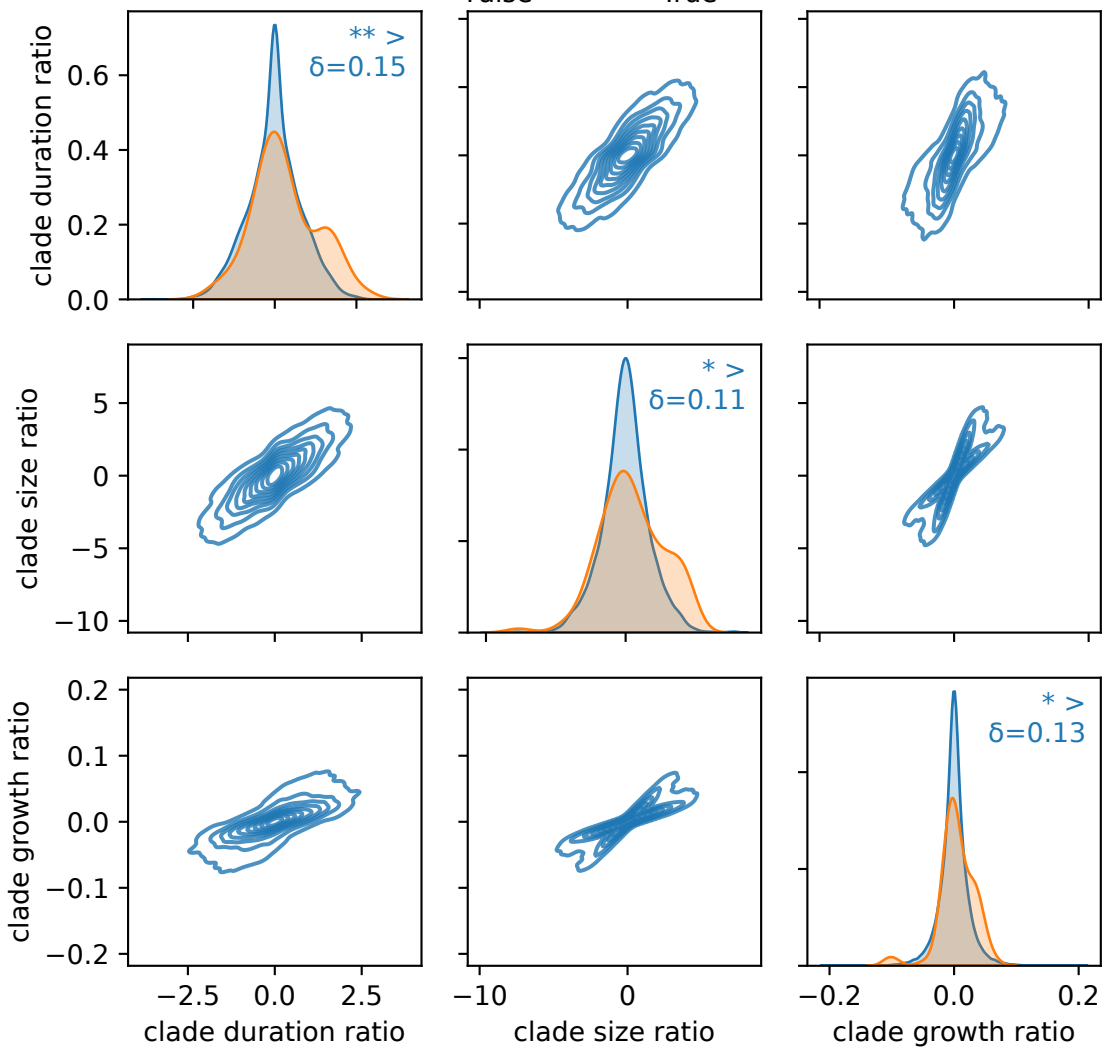 False True
clade duration ratio
0.6
0.4
0.2
0.0
** >
δ=0.15
clade size ratio
5
0
−5
−10
* >
δ=0.11
clade growth ratio
0.2
0.1
0.0
−0.1
−0.2
* >
δ=0.13
−2.5 0.0 2.5
−10 0
−0.2 0.0 0.2
clade duration ratio
clade size ratio
clade growth ratio